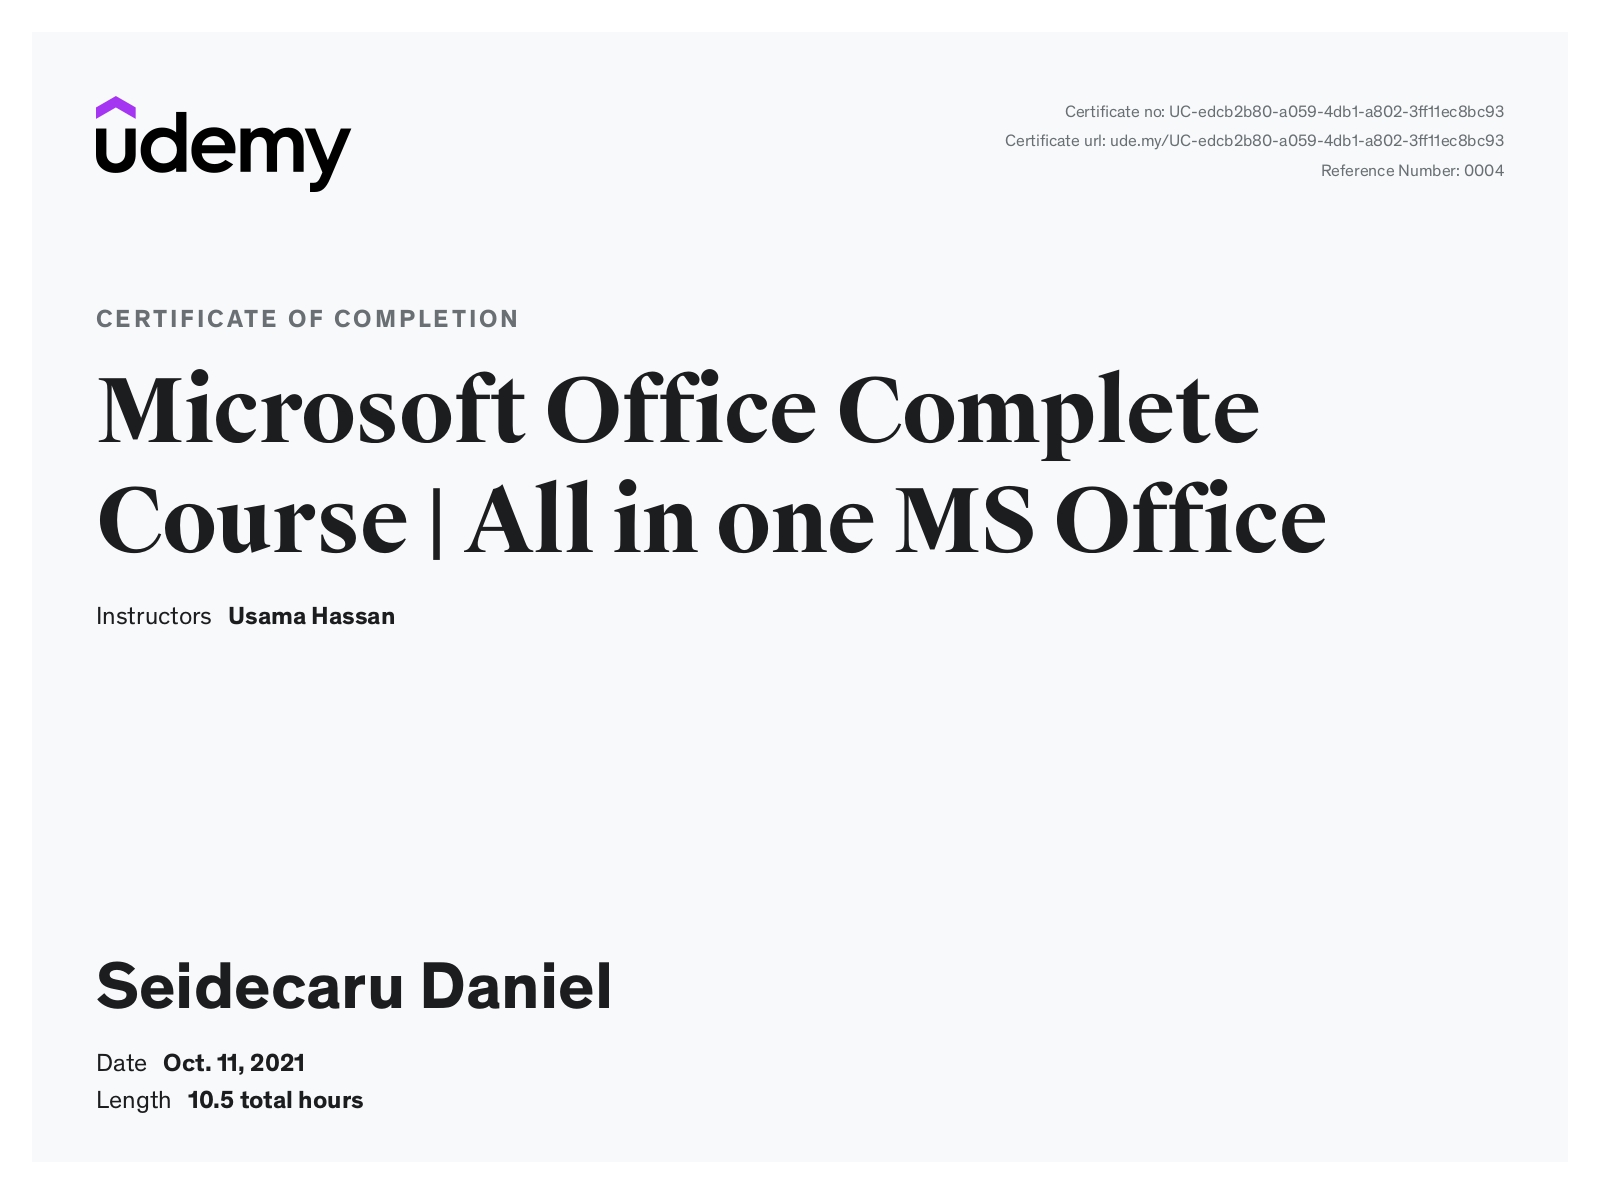 udemy
Certificate no: UC-edcb2b80-a059-4db1-a802-3ff11ec8bc93
Certificate url: ude.my/UC-edcb2b80-a059-4db1-a802-3ff11ec8bc93
Reference Number: 0004
CERTIFICATE OF COMPLETION
Microsoft Office Complete
Course | All in one MS Office
Instructors Usama Hassan
Seidecaru Daniel
Date Oct. 11, 2021
Length 10.5 total hours